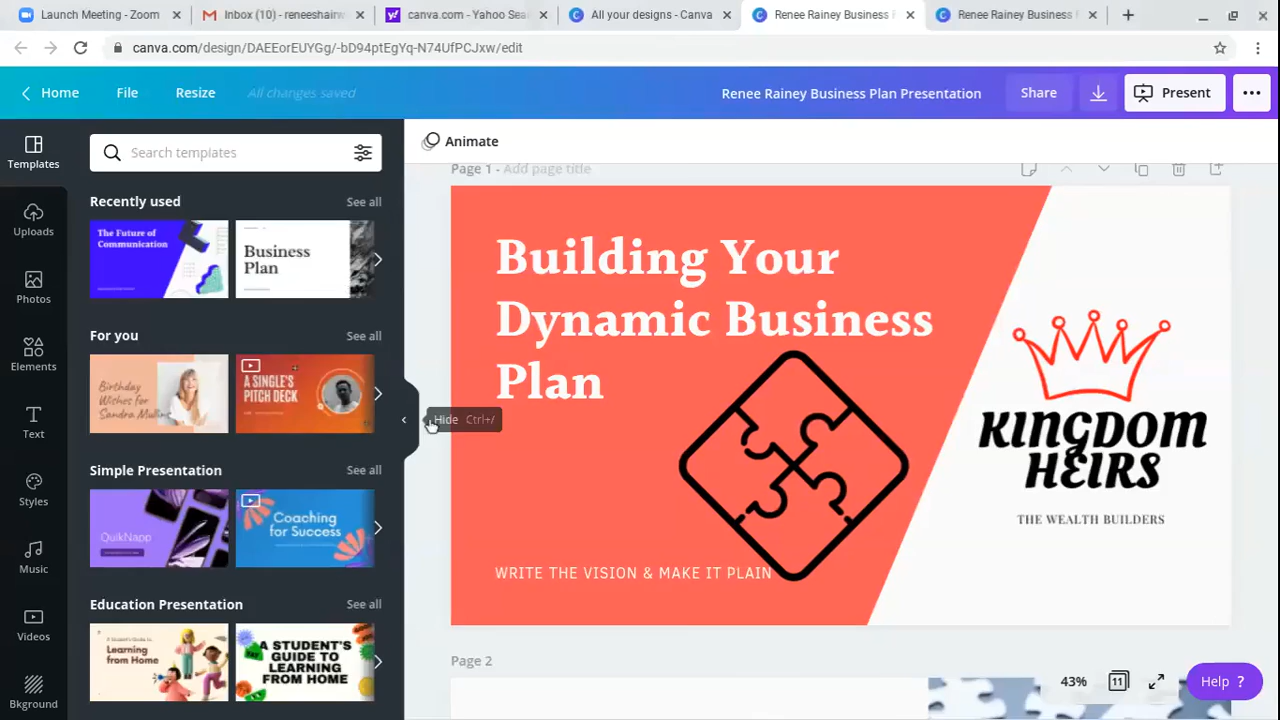 Launch Meeting - Zoom
Inbox (10) - reneeshairw
canva.com - Yahoo Sea
All your designs - Canva
Renee Rainey Business
Renee Rainey Business
canva.com/design/DAEEorEUYGg/-bD94ptEgYq-N74UfPCJxw/edit
Home
File
Resize
All changes saved
Renee Rainey Business Plan Presentation
Share
Present
Templates
Search templates
Animate
Page 1 - Add page title
Recently used
See all
Uploads
The Future of
Communication
Business
Plan
Photos
For you
See all
Elements
Birthday
Wishes for
Sandra Mullin
A SINGLE'S
PITCH DECK
Text
Hide Ctrl+/
Simple Presentation
See all
Styles
QuikNapp
Coaching
for Success
Music
Education Presentation
See all
Videos
A Student's Guide to
Learning
from Home
A STUDENT'S
GUIDE TO
LEARNING
FROM HOME
Bkground
Building Your
Dynamic Business
Plan
WRITE THE VISION & MAKE IT PLAIN
KINGDOM
HEIRS
THE WEALTH BUILDERS
Page 2
43%
11
Help ?